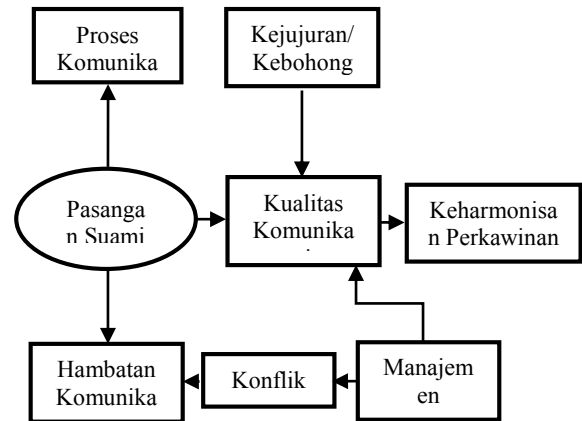 Proses
Komunika
Kejujuran/
Kebohong
Pasanga
n Suami
Kualitas
Komunika
Keharmonisa
n Perkawinan
Hambatan
Komunika
Konflik
Manajem
en